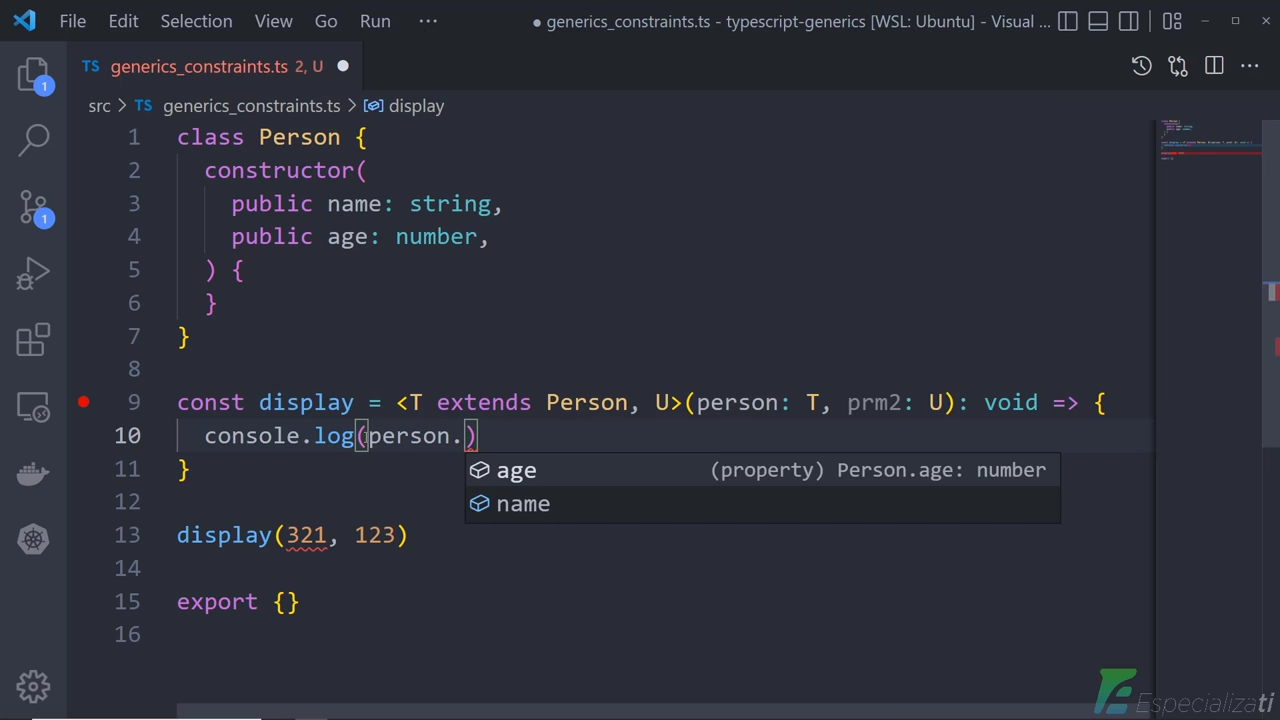 File Edit Selection View Go Run ··· ● generics_constraints.ts - typescript-generics [WSL: Ubuntu] - Visual ...
TS generics_constraints.ts 2, U ●
src > TS generics_constraints.ts > display
1 class Person {
2 constructor(
3 public name: string,
4 public age: number,
5 ) {
6 }
7 }
8
9 const display = <T extends Person, U>(person: T, prm2: U): void => {
10 console.log(person.)
age (property) Person.age: number
11 }
name
12
13 display(321, 123)
14
15 export {}
16
1
1
Especializati